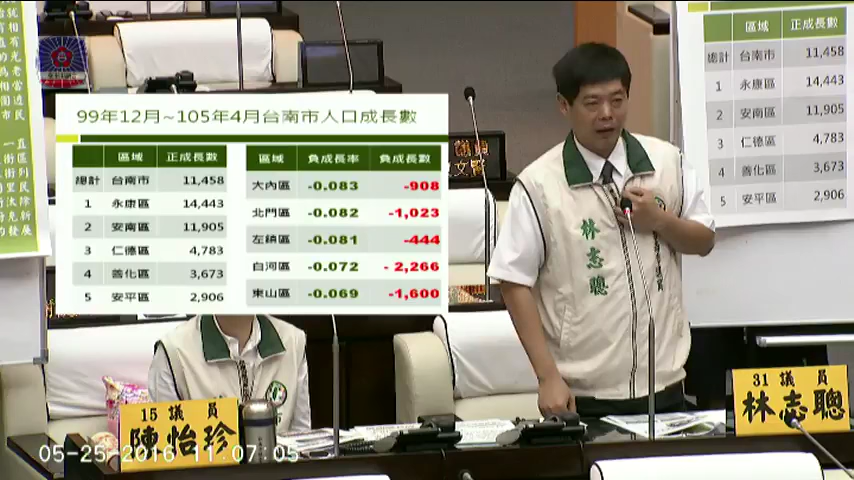 99年12月~105年4月台南市人口成長數
區域 正成長數
總計 台南市 11,458
1 永康區 14,443
2 安南區 11,905
3 仁德區 4,783
4 善化區 3,673
5 安平區 2,906
區域 負成長率 負成長數
大內區 -0.083 -908
北門區 -0.082 -1,023
左鎮區 -0.081 -444
白河區 -0.072 - 2,266
東山區 -0.069 -1,600
區域 正成長數
總計 台南市 11,458
1 永康區 14,443
2 安南區 11,905
3 仁德區 4,783
4 善化區 3,673
5 安平區 2,906
林志聰
15 議員
陳怡珍
31 議員
林志聰
05-25-2016 11:07:05